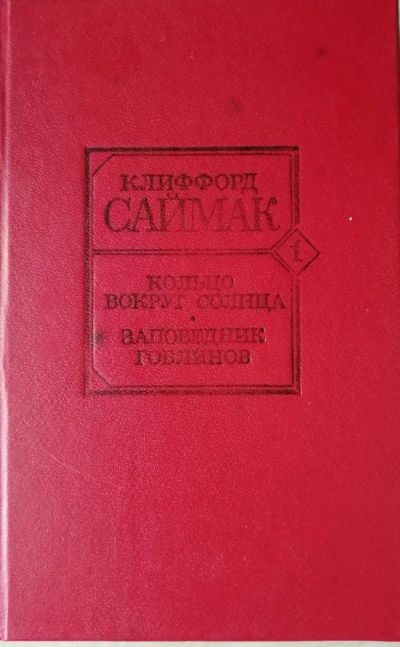 КЛИФФОРД
САЙМАК
1
КОЛЬЦО
ВОКРУГ СОЛНЦА
•
ЗАПОВЕДНИК
ГОБЛИНОВ